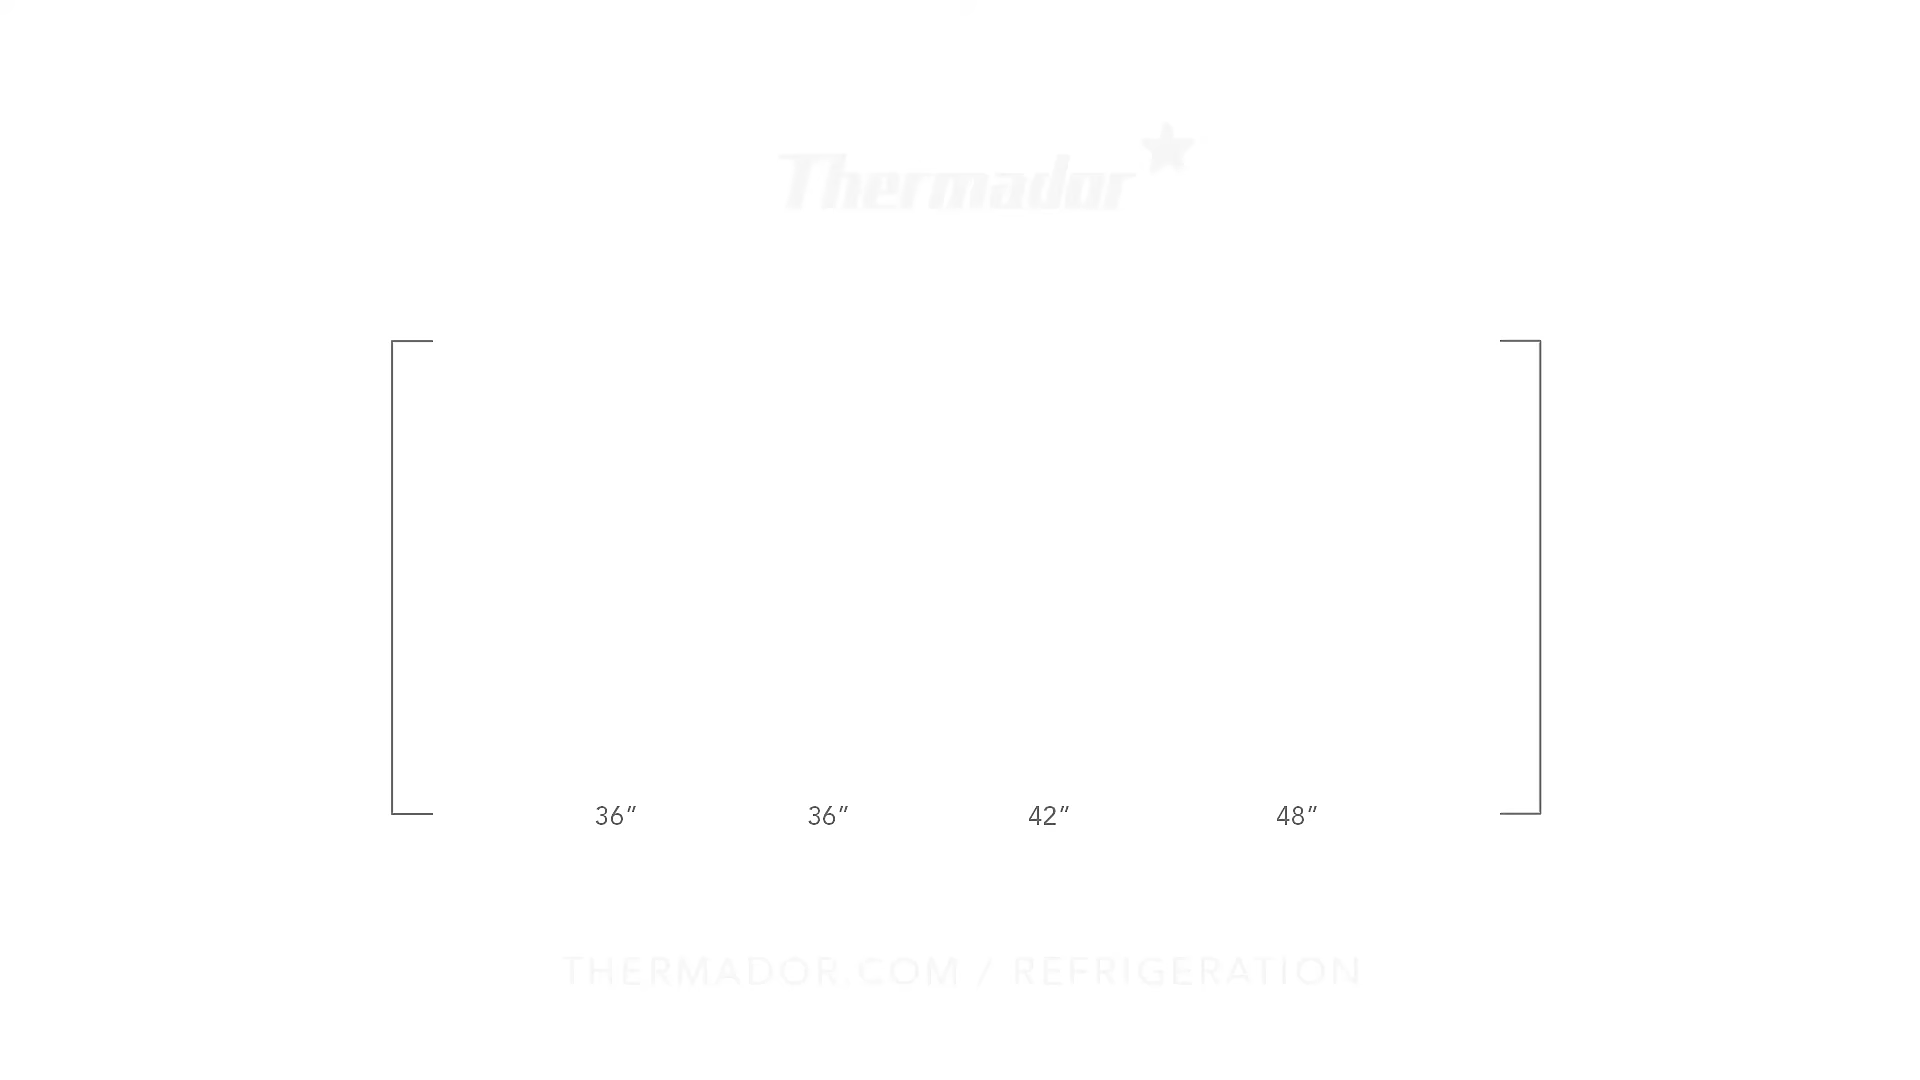 Thermador
36″ 36″ 42″ 48″
THERMADOR.COM / REFRIGERATION